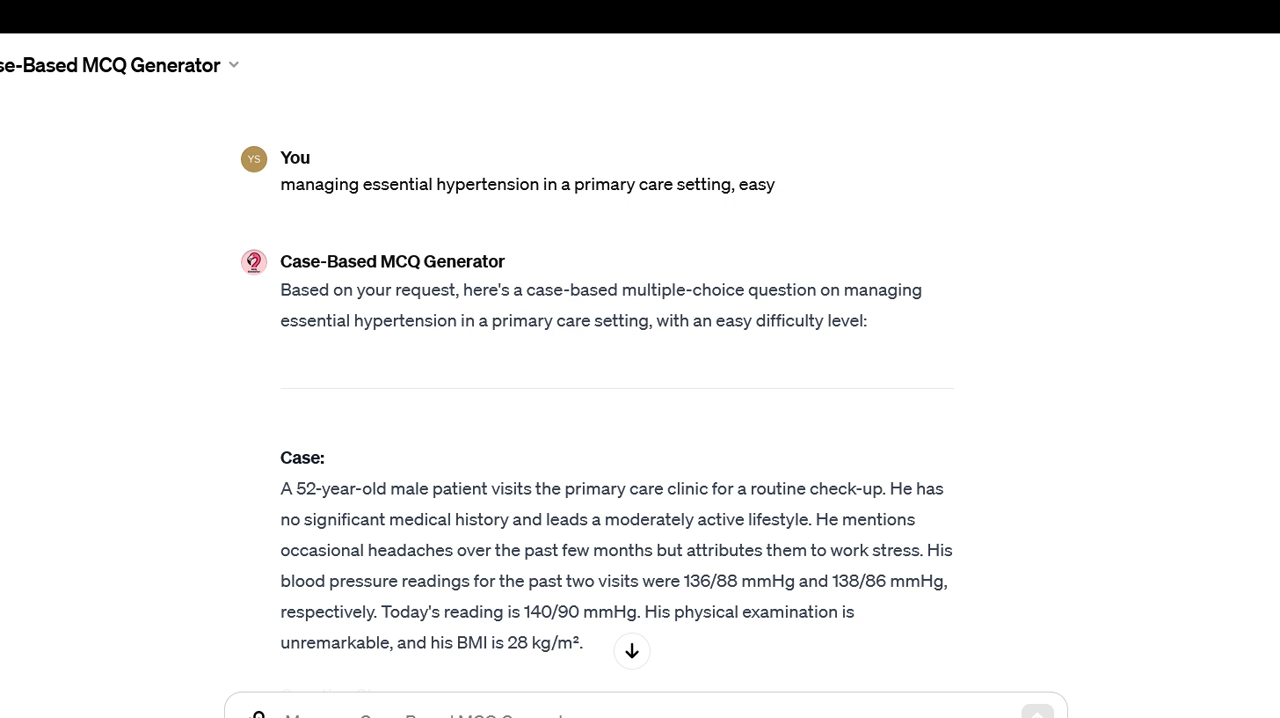 se-Based MCQ Generator
YS
You
managing essential hypertension in a primary care setting, easy
Case-Based MCQ Generator
Based on your request, here's a case-based multiple-choice question on managing
essential hypertension in a primary care setting, with an easy difficulty level:
Case:
A 52-year-old male patient visits the primary care clinic for a routine check-up. He has
no significant medical history and leads a moderately active lifestyle. He mentions
occasional headaches over the past few months but attributes them to work stress. His
blood pressure readings for the past two visits were 136/88 mmHg and 138/86 mmHg,
respectively. Today's reading is 140/90 mmHg. His physical examination is
unremarkable, and his BMI is 28 kg/m².